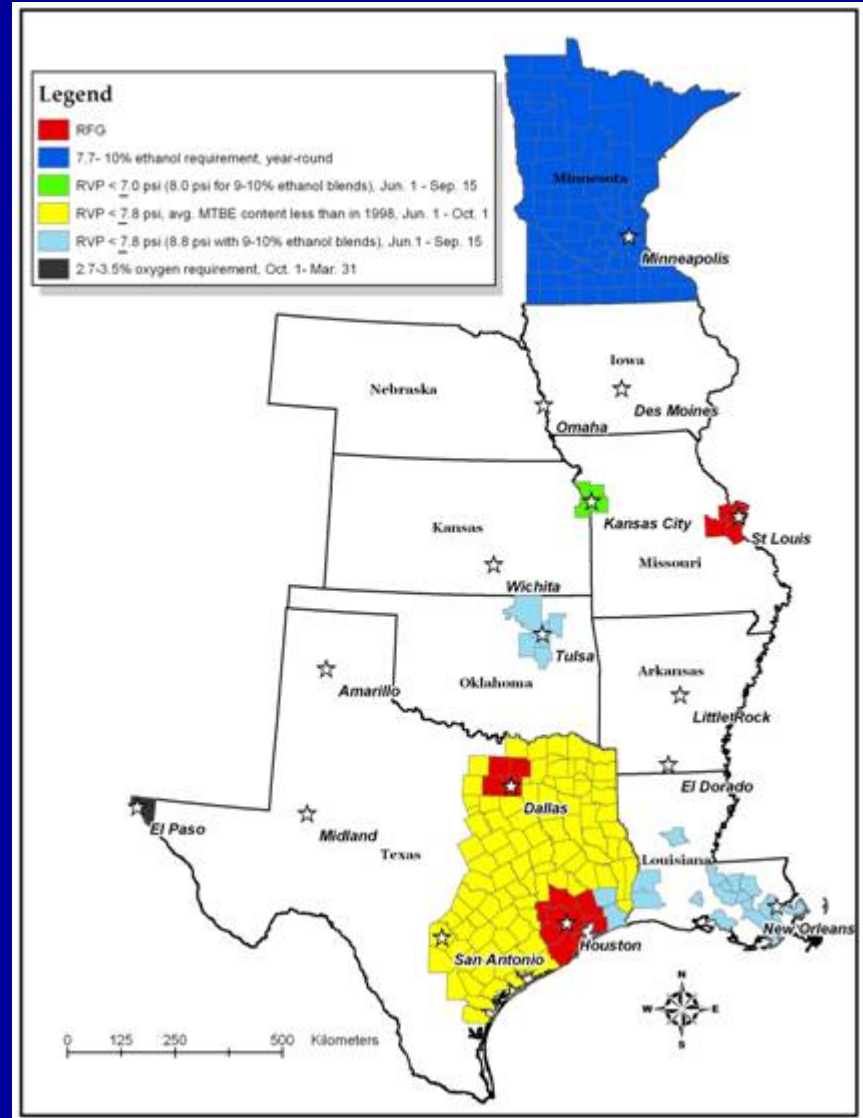 Legend
RFG
7.7- 10% ethanol requirement, year-round
RVP < 7.0 psi (8.0 psi for 9-10% ethanol blends), Jun. 1 - Sep. 15
RVP < 7.8 psi, avg. MTBE content less than in 1998, Jun. 1 - Oct. 1
RVP < 7.8 psi (8.8 psi with 9-10% ethanol blends), Jun.1 - Sep. 15
2.7-3.5% oxygen requirement, Oct. 1- Mar. 31
Minnesota
Minneapolis
Iowa
Nebraska
Des Moines
Omaha
Kansas
Kansas City
St Louis
Missouri
Wichita
Tulsa
Oklahoma
Arkansas
Amarillo
Little Rock
El Dorado
Dallas
El Paso
Midland
Texas
Louisiana
New Orleans
Houston
San Antonio
N
W E
S
0 125 250 500 Kilometers